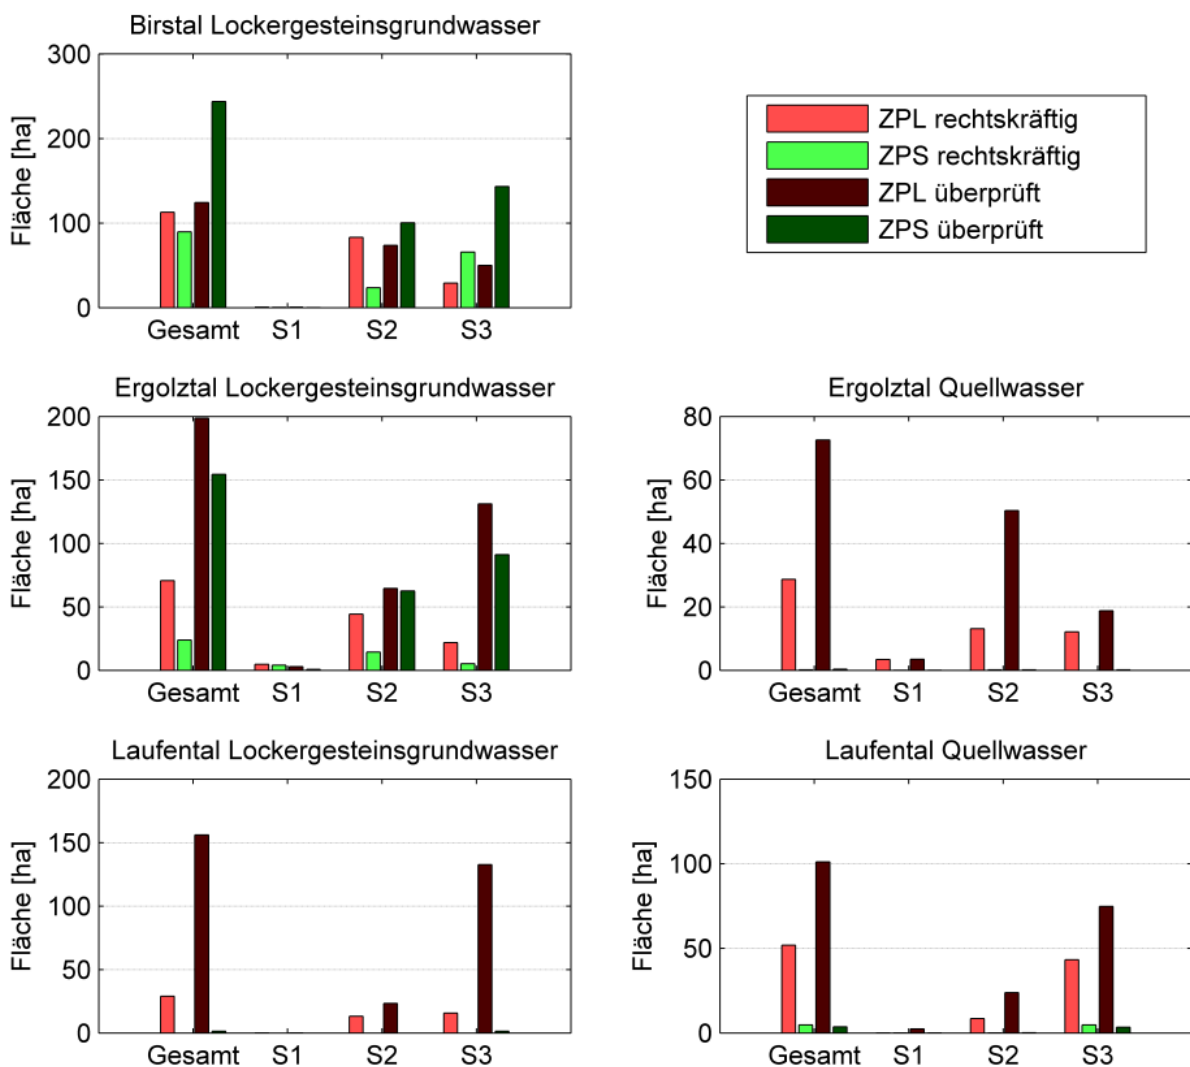 Birstal Lockergesteinsgrundwasser
300
200
100
0
Fläche [ha]
Gesamt S1 S2 S3
ZPL rechtskräftig
ZPS rechtskräftig
ZPL überprüft
ZPS überprüft
Ergolztal Lockergesteinsgrundwasser
200
150
100
50
0
Fläche [ha]
Gesamt S1 S2 S3
Ergolztal Quellwasser
80
60
40
20
0
Fläche [ha]
Gesamt S1 S2 S3
Laufental Lockergesteinsgrundwasser
200
150
100
50
0
Fläche [ha]
Gesamt S1 S2 S3
Laufental Quellwasser
150
100
50
0
Fläche [ha]
Gesamt S1 S2 S3